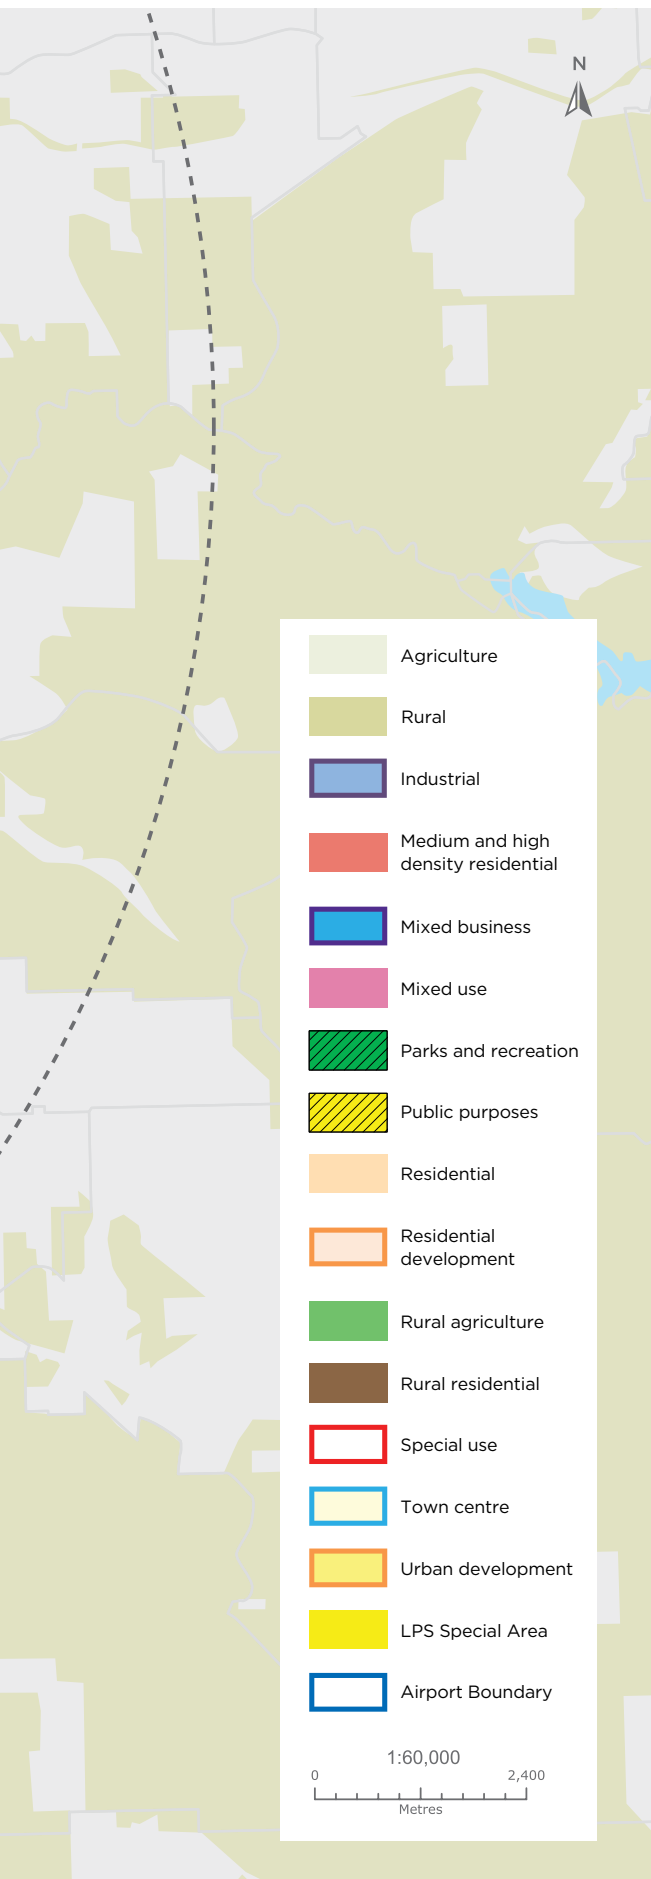 N
Agriculture
Rural
Industrial
Medium and high
density residential
Mixed business
Mixed use
Parks and recreation
Public purposes
Residential
Residential
development
Rural agriculture
Rural residential
Special use
Town centre
Urban development
LPS Special Area
Airport Boundary
1:60,000
0 2,400
Metres